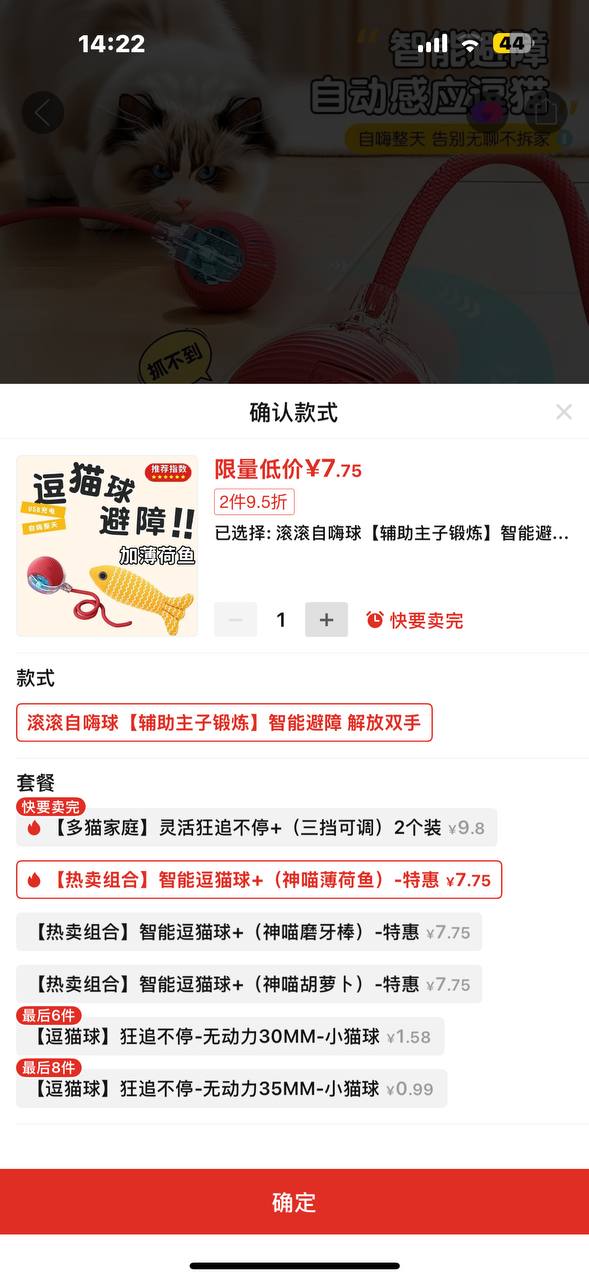 14:22
44
智能避障
自动感应逗猫
自嗨整天 告别无聊不拆家
抓不到
确认款式
推荐指数
逗猫球
USB充电
自嗨整天
避障!!
加薄荷鱼
限量低价¥7.75
2件9.5折
已选择: 滚滚自嗨球【辅助主子锻炼】智能避...
1
快要卖完
款式
滚滚自嗨球【辅助主子锻炼】智能避障 解放双手
套餐
快要卖完
【多猫家庭】灵活狂追不停+（三挡可调）2个装 ¥9.8
【热卖组合】智能逗猫球+（神喵薄荷鱼）-特惠 ¥7.75
【热卖组合】智能逗猫球+（神喵磨牙棒）-特惠 ¥7.75
【热卖组合】智能逗猫球+（神喵胡萝卜）-特惠 ¥7.75
最后6件
【逗猫球】狂追不停-无动力30MM-小猫球 ¥1.58
最后8件
【逗猫球】狂追不停-无动力35MM-小猫球 ¥0.99
确定